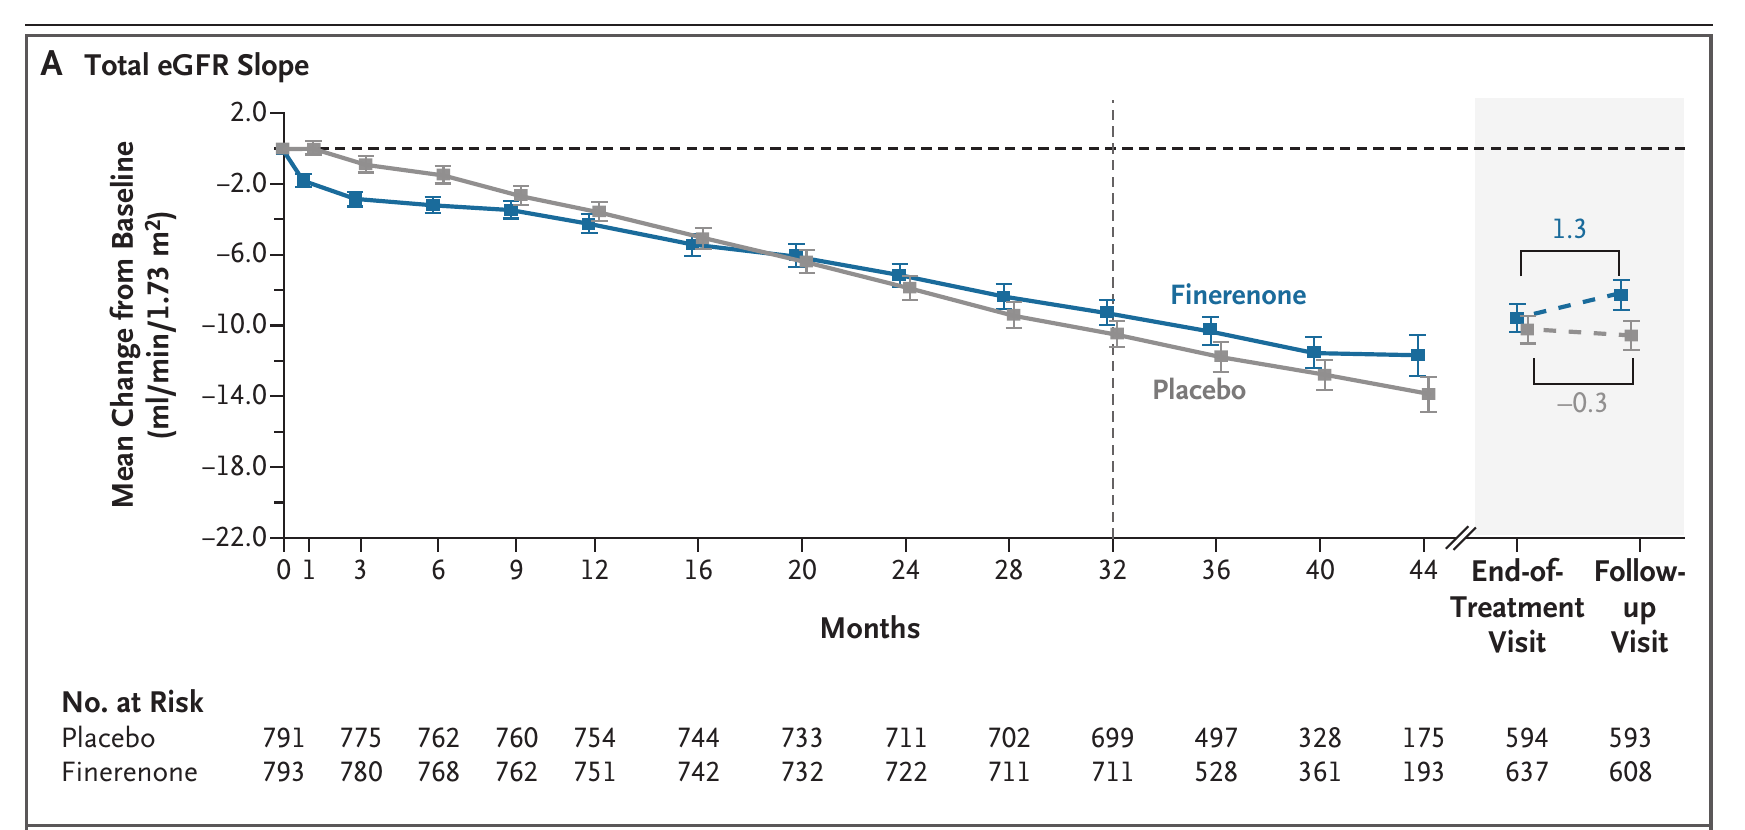 A Total eGFR Slope
Mean Change from Baseline
(ml/min/1.73 m²)
2.0
–2.0
–6.0
–10.0
–14.0
–18.0
–22.0
Finerenone
Placebo
1.3
–0.3
0 1 3 6 9 12 16 20 24 28 32 36 40 44
End-of-
Treatment
Visit
Follow-
up
Visit
Months
No. at Risk
Placebo 791 775 762 760 754 744 733 711 702 699 497 328 175 594 593
Finerenone 793 780 768 762 751 742 732 722 711 711 528 361 193 637 608